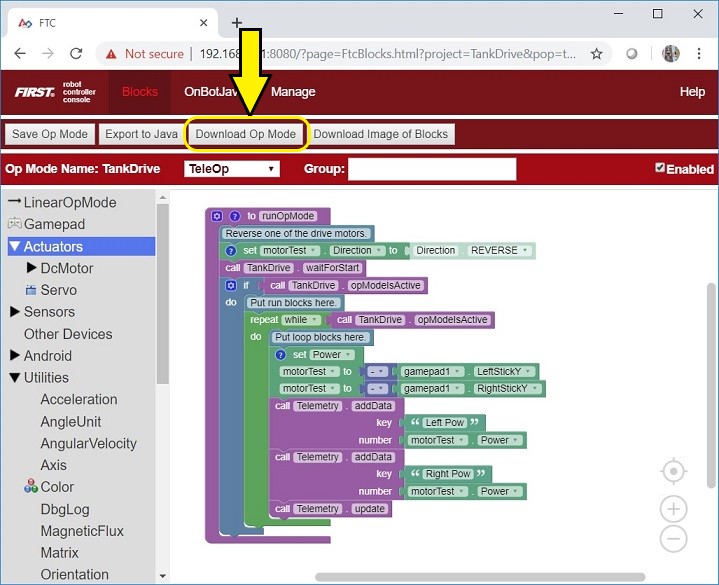 FTC
Not secure | 192.168. 1:8080/?page=FtcBlocks.html?project=TankDrive&pop=t...
FIRST. robot controller console Blocks OnBotJav Manage Help
Save Op Mode Export to Java Download Op Mode Download Image of Blocks
Op Mode Name: TankDrive TeleOp Group: Enabled
LinearOpMode
Gamepad
Actuators
DcMotor
Servo
Sensors
Other Devices
Android
Utilities
Acceleration
AngleUnit
AngularVelocity
Axis
Color
DbgLog
MagneticFlux
Matrix
Orientation
to runOpMode
Reverse one of the drive motors.
set motorTest . Direction to Direction REVERSE
call TankDrive . waitForStart
if call TankDrive . opModeIsActive
do Put run blocks here.
repeat while call TankDrive . opModeIsActive
do Put loop blocks here.
set Power
motorTest to - gamepad1 . LeftStickY
motorTest to - gamepad1 . RightStickY
call Telemetry . addData
key “ Left Pow ”
number motorTest . Power
call Telemetry . addData
key “ Right Pow ”
number motorTest . Power
call Telemetry . update